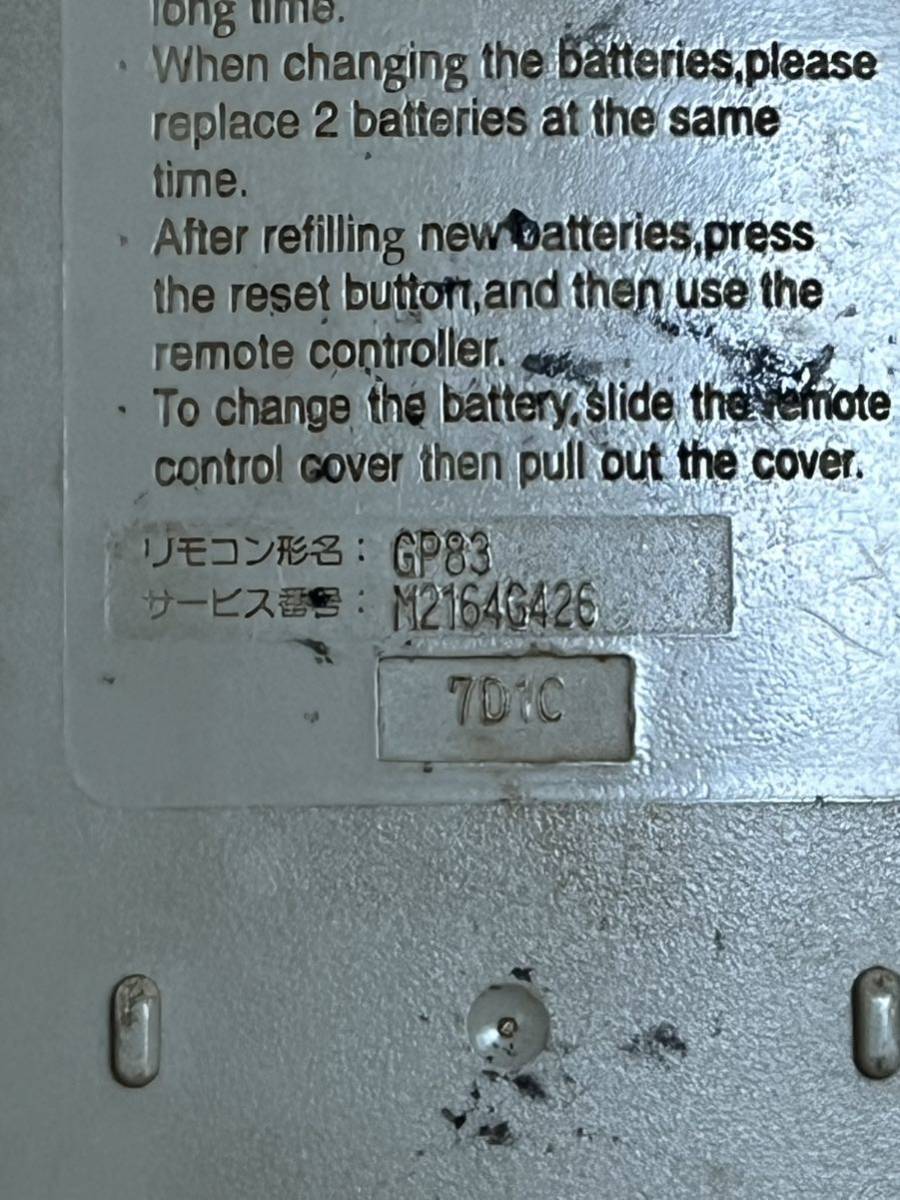 long time.
· When changing the batteries,please
replace 2 batteries at the same
time.
· After refilling new batteries,press
the reset button,and then use the
remote controller.
· To change the battery,slide the remote
control cover then pull out the cover.
リモコン形名： GP83
サービス番号： M2164G426
7D1C